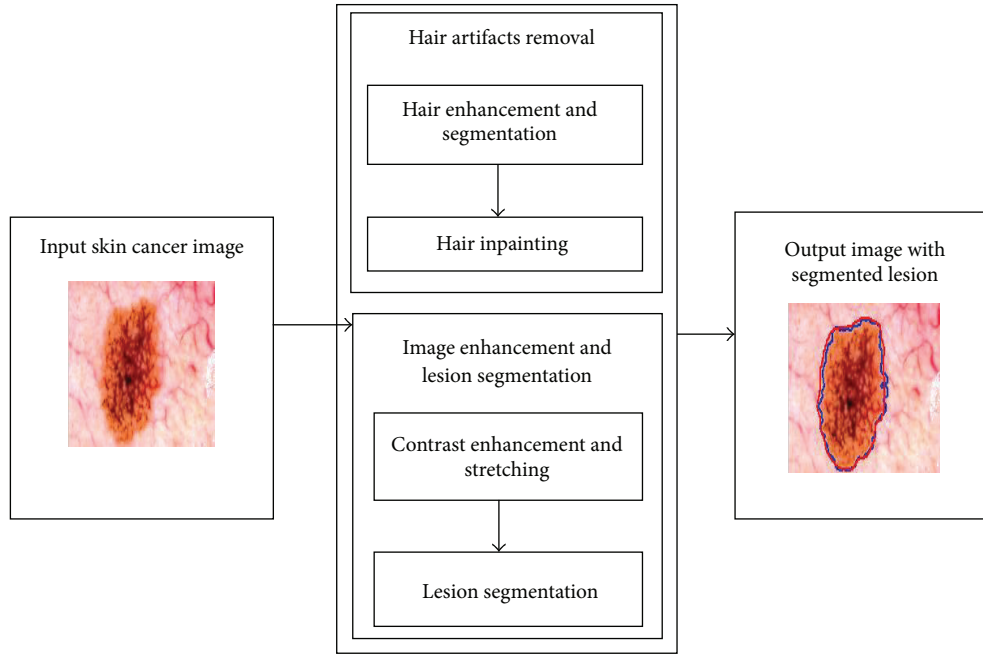 Input skin cancer image
Hair artifacts removal
Hair enhancement and
segmentation
Hair inpainting
Image enhancement and
lesion segmentation
Contrast enhancement and
stretching
Lesion segmentation
Output image with
segmented lesion